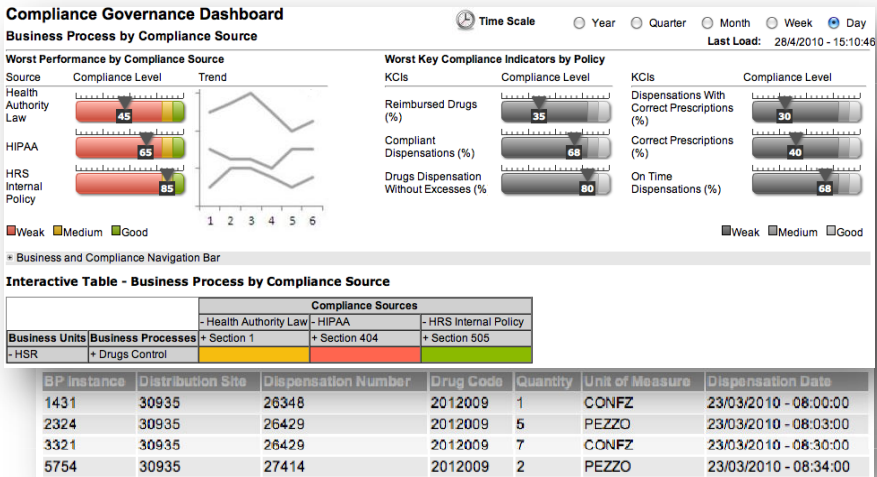 Compliance Governance Dashboard
Time Scale Year Quarter Month Week Day
Business Process by Compliance Source
Last Load: 28/4/2010 - 15:10:46
Worst Performance by Compliance Source
Source Compliance Level Trend
Health Authority Law 45
HIPAA 65
HRS Internal Policy 85
1 2 3 4 5 6
Weak Medium Good
Worst Key Compliance Indicators by Policy
KCIs Compliance Level KCIs Compliance Level
Reimbursed Drugs (%) 35
Dispensations With Correct Prescriptions (%) 30
Compliant Dispensations (%) 68
Correct Prescriptions (%) 40
Drugs Dispensation Without Excesses (% 80
On Time Dispensations (%) 68
Weak Medium Good
+ Business and Compliance Navigation Bar
Interactive Table - Business Process by Compliance Source
Compliance Sources
- Health Authority Law - HIPAA - HRS Internal Policy
Business Units Business Processes + Section 1 + Section 404 + Section 505
- HSR + Drugs Control
BP Instance Distribution Site Dispensation Number Drug Code Quantity Unit of Measure Dispensation Date
1431 30935 26348 2012009 1 CONFZ 23/03/2010 - 08:00:00
2324 30935 26429 2012009 5 PEZZO 23/03/2010 - 08:03:00
3321 30935 26429 2012009 7 CONFZ 23/03/2010 - 08:30:00
5754 30935 27414 2012009 2 PEZZO 23/03/2010 - 08:34:00